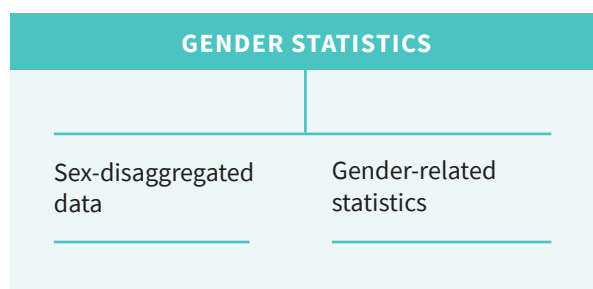 GENDER STATISTICS
Sex-disaggregated
data
Gender-related
statistics